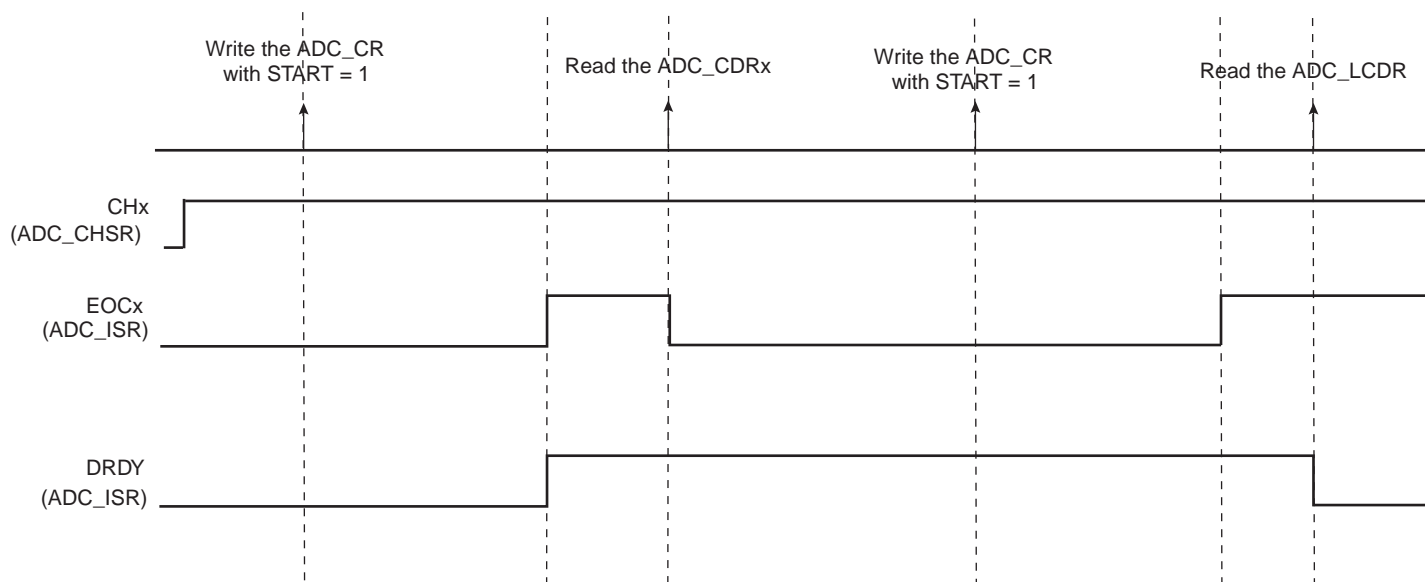 Write the ADC_CR
with START = 1
Read the ADC_CDRx
Write the ADC_CR
with START = 1
Read the ADC_LCDR
CHx
(ADC_CHSR)
EOCx
(ADC_ISR)
DRDY
(ADC_ISR)